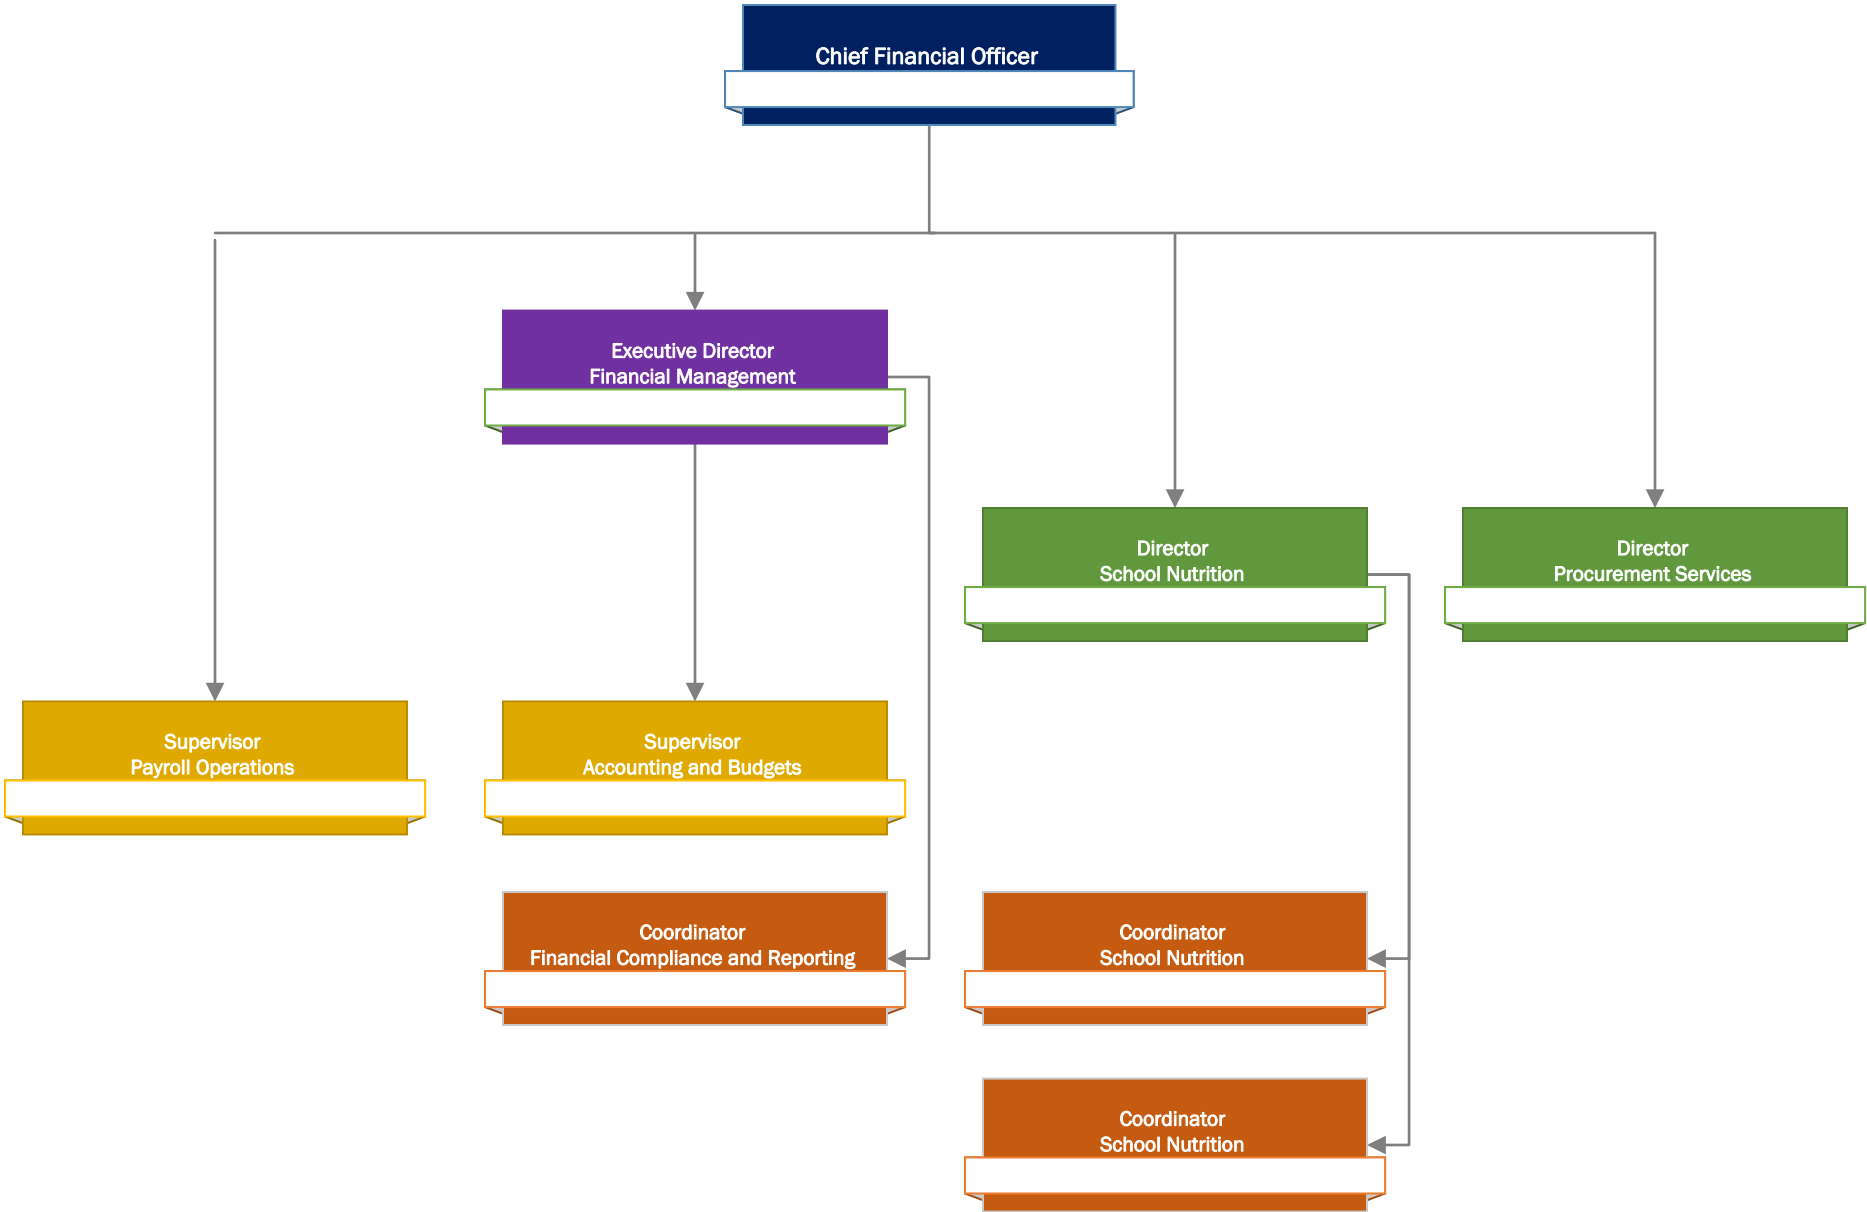 Chief Financial Officer
Executive Director
Financial Management
Director
School Nutrition
Director
Procurement Services
Supervisor
Payroll Operations
Supervisor
Accounting and Budgets
Coordinator
Financial Compliance and Reporting
Coordinator
School Nutrition
Coordinator
School Nutrition